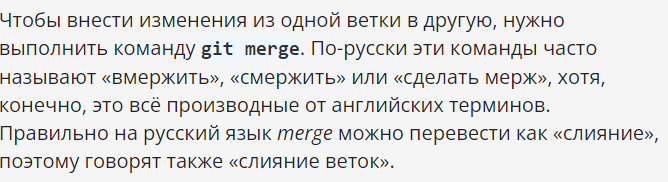 Чтобы внести изменения из одной ветки в другую, нужно
выполнить команду git merge. По-русски эти команды часто
называют «вмержить», «смержить» или «сделать мерж», хотя,
конечно, это всё производные от английских терминов.
Правильно на русский язык merge можно перевести как «слияние»,
поэтому говорят также «слияние веток».